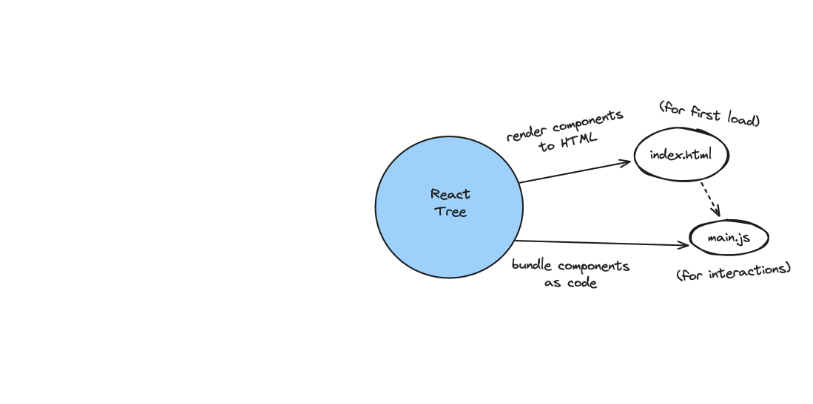 (for first load)
render components
to HTML
index.html
React
Tree
main.js
bundle components
as code
(for interactions)